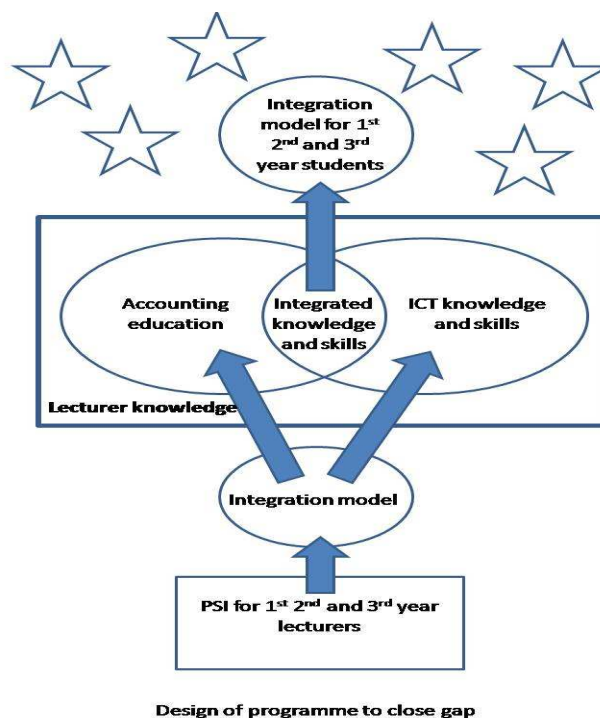 Integration
model for 1st
2nd and 3rd
year students
Accounting
education
Integrated
knowledge
and skills
ICT knowledge
and skills
Lecturer knowledge
Integration model
PSI for 1st 2nd and 3rd year
lecturers
Design of programme to close gap